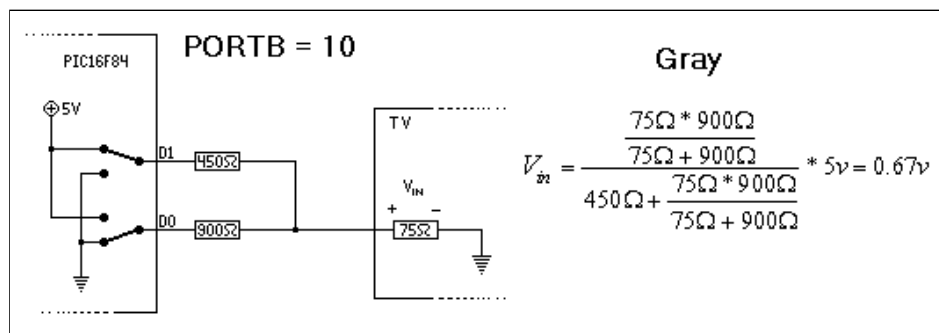 PORTB = 10
PIC16F84
5V
D1
450Ω
D0
900Ω
TV
VIN
+ −
75Ω
Gray
75Ω * 900Ω
75Ω + 900Ω
Vin = * 5v = 0.67v
450Ω + 75Ω * 900Ω
75Ω + 900Ω